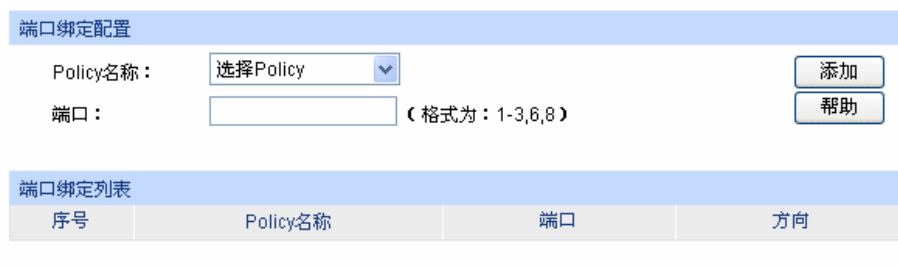 端口绑定配置
Policy名称： 选择Policy 添加
端口： （格式为：1-3,6,8） 帮助
端口绑定列表
序号 Policy名称 端口 方向